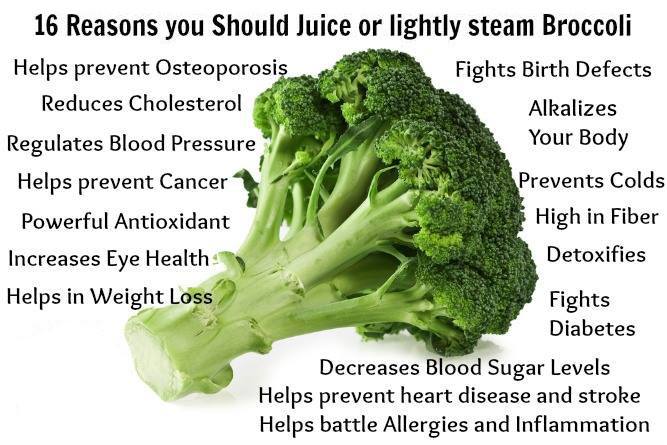 16 Reasons you Should Juice or lightly steam Broccoli
Helps prevent Osteoporosis
Reduces Cholesterol
Regulates Blood Pressure
Helps prevent Cancer
Powerful Antioxidant
Increases Eye Health
Helps in Weight Loss
Fights Birth Defects
Alkalizes
Your Body
Prevents Colds
High in Fiber
Detoxifies
Fights
Diabetes
Decreases Blood Sugar Levels
Helps prevent heart disease and stroke
Helps battle Allergies and Inflammation